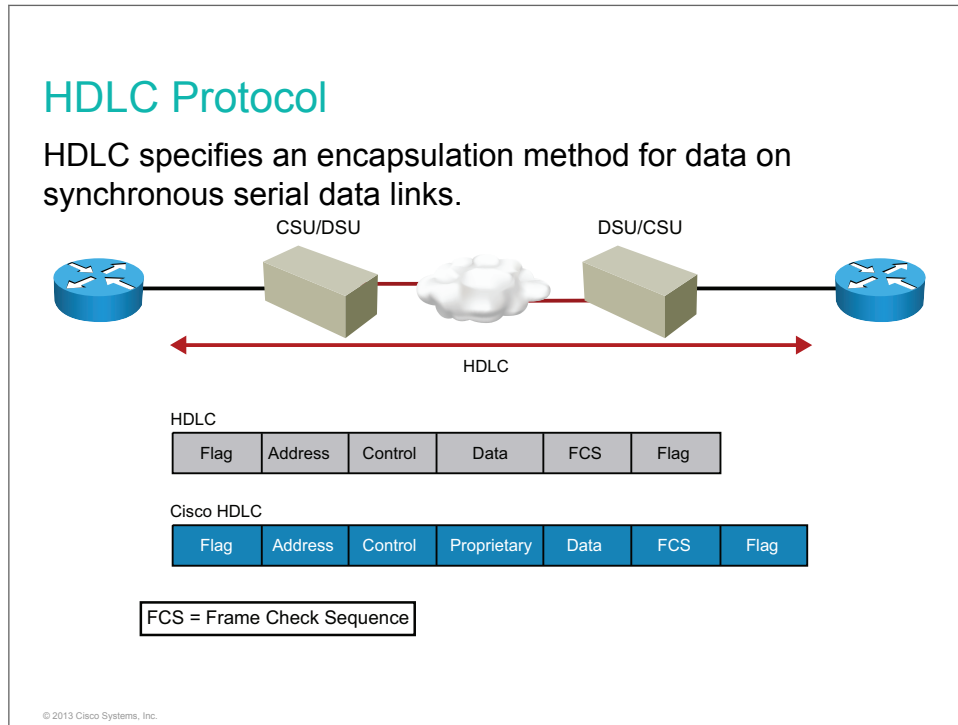 HDLC Protocol
HDLC specifies an encapsulation method for data on
synchronous serial data links.
CSU/DSU DSU/CSU
HDLC
HDLC
Flag Address Control Data FCS Flag
Cisco HDLC
Flag Address Control Proprietary Data FCS Flag
FCS = Frame Check Sequence
© 2013 Cisco Systems, Inc.